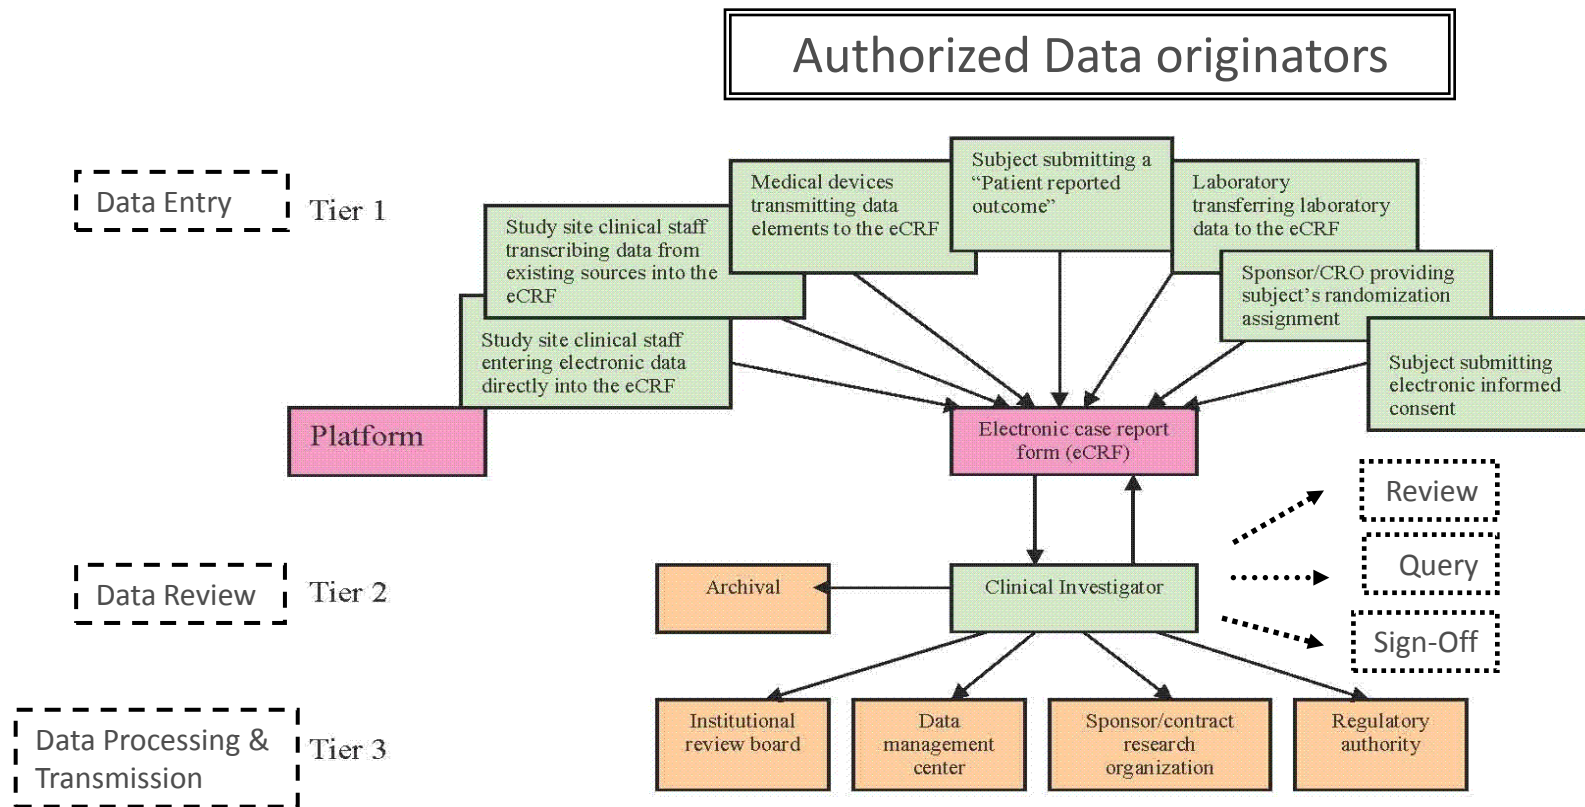 Authorized Data originators
Data Entry
Tier 1
Study site clinical staff
entering electronic data
directly into the eCRF
Study site clinical staff
transcribing data from
existing sources into the
eCRF
Medical devices
transmitting data
elements to the eCRF
Subject submitting a
“Patient reported
outcome”
Laboratory
transferring laboratory
data to the eCRF
Sponsor/CRO providing
subject’s randomization
assignment
Subject submitting
electronic informed
consent
Platform
Electronic case report
form (eCRF)
Data Review
Tier 2
Archival
Clinical Investigator
Review
Query
Sign-Off
Data Processing &
Transmission
Tier 3
Institutional
review board
Data
management
center
Sponsor/contract
research
organization
Regulatory
authority